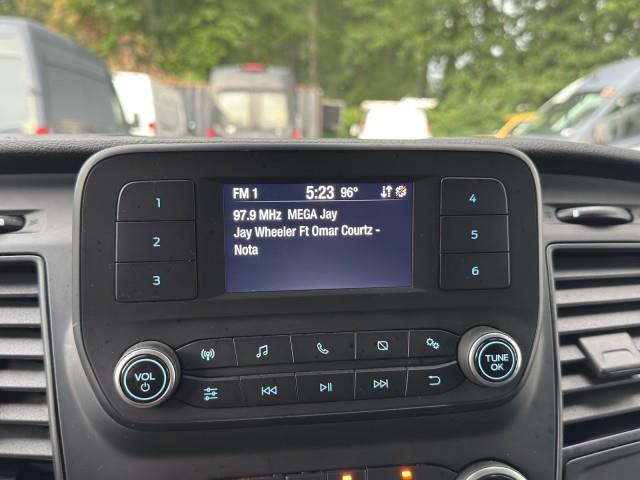 FM 1 5:23 96°
97.9 MHz MEGA Jay
Jay Wheeler Ft Omar Courtz -
Nota
1
2
3
4
5
6
VOL
TUNE
OK